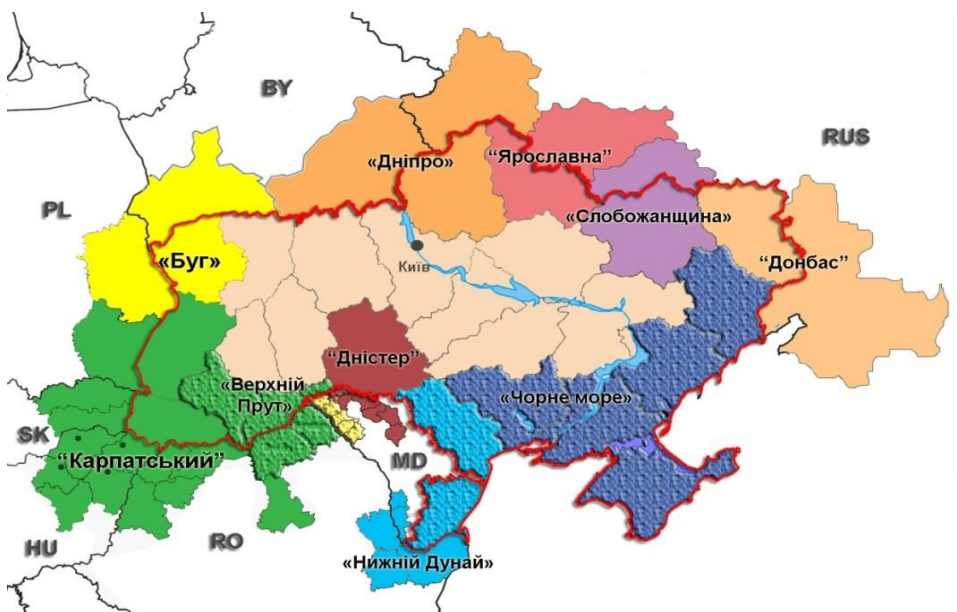 BY
RUS
«Дніпро»
“Ярославна”
PL
«Слобожанщина»
«Буг»
Київ
“Донбас”
“Дністер”
«Верхній
Прут»
«Чорне море»
SK
“Карпатський”
MD
HU
RO
«Нижній Дунай»